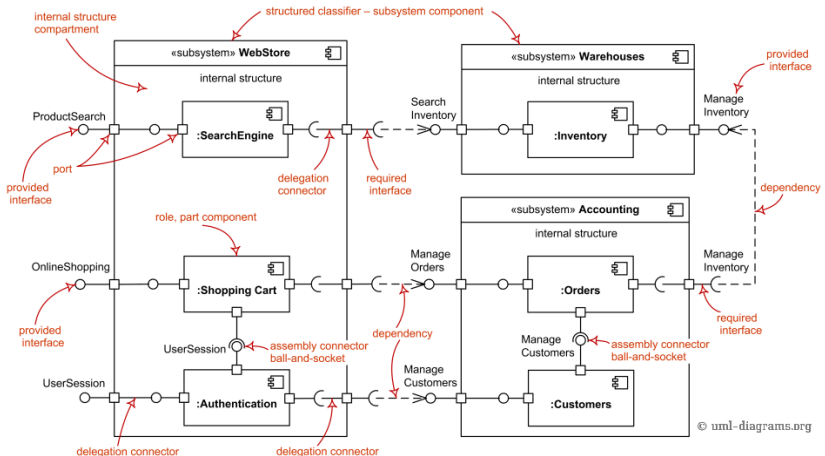 internal structure
compartment
structured classifier – subsystem component
«subsystem» WebStore
internal structure
«subsystem» Warehouses
internal structure
provided
interface
ProductSearch
:SearchEngine
Search
Inventory
:Inventory
Manage
Inventory
port
provided
interface
delegation
connector
required
interface
dependency
role, part component
«subsystem» Accounting
internal structure
OnlineShopping
:Shopping Cart
Manage
Orders
:Orders
Manage
Inventory
provided
interface
dependency
required
interface
UserSession
assembly connector
ball-and-socket
Manage
Customers
assembly connector
ball-and-socket
UserSession
:Authentication
Manage
Customers
:Customers
delegation connector
delegation connector
© uml-diagrams.org